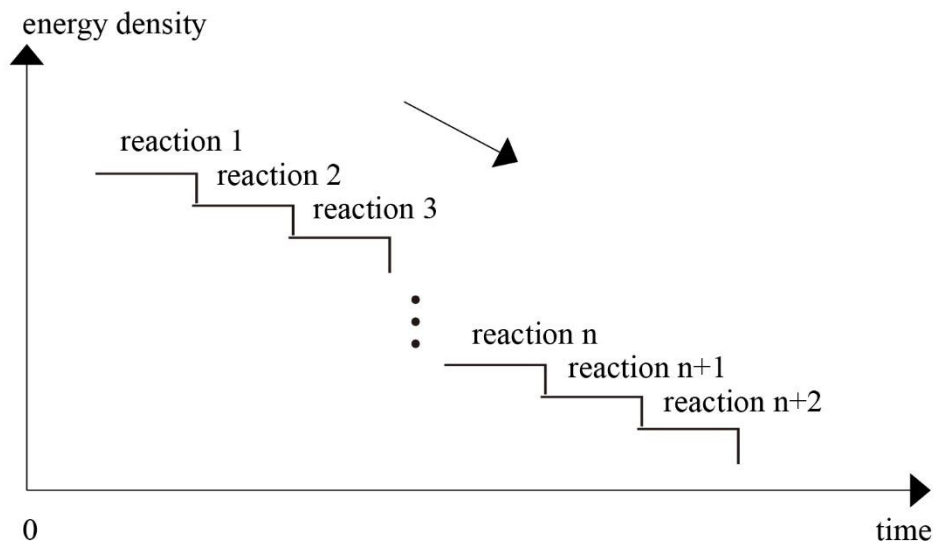 energy density
reaction 1
reaction 2
reaction 3
reaction n
reaction n+1
reaction n+2
0
time